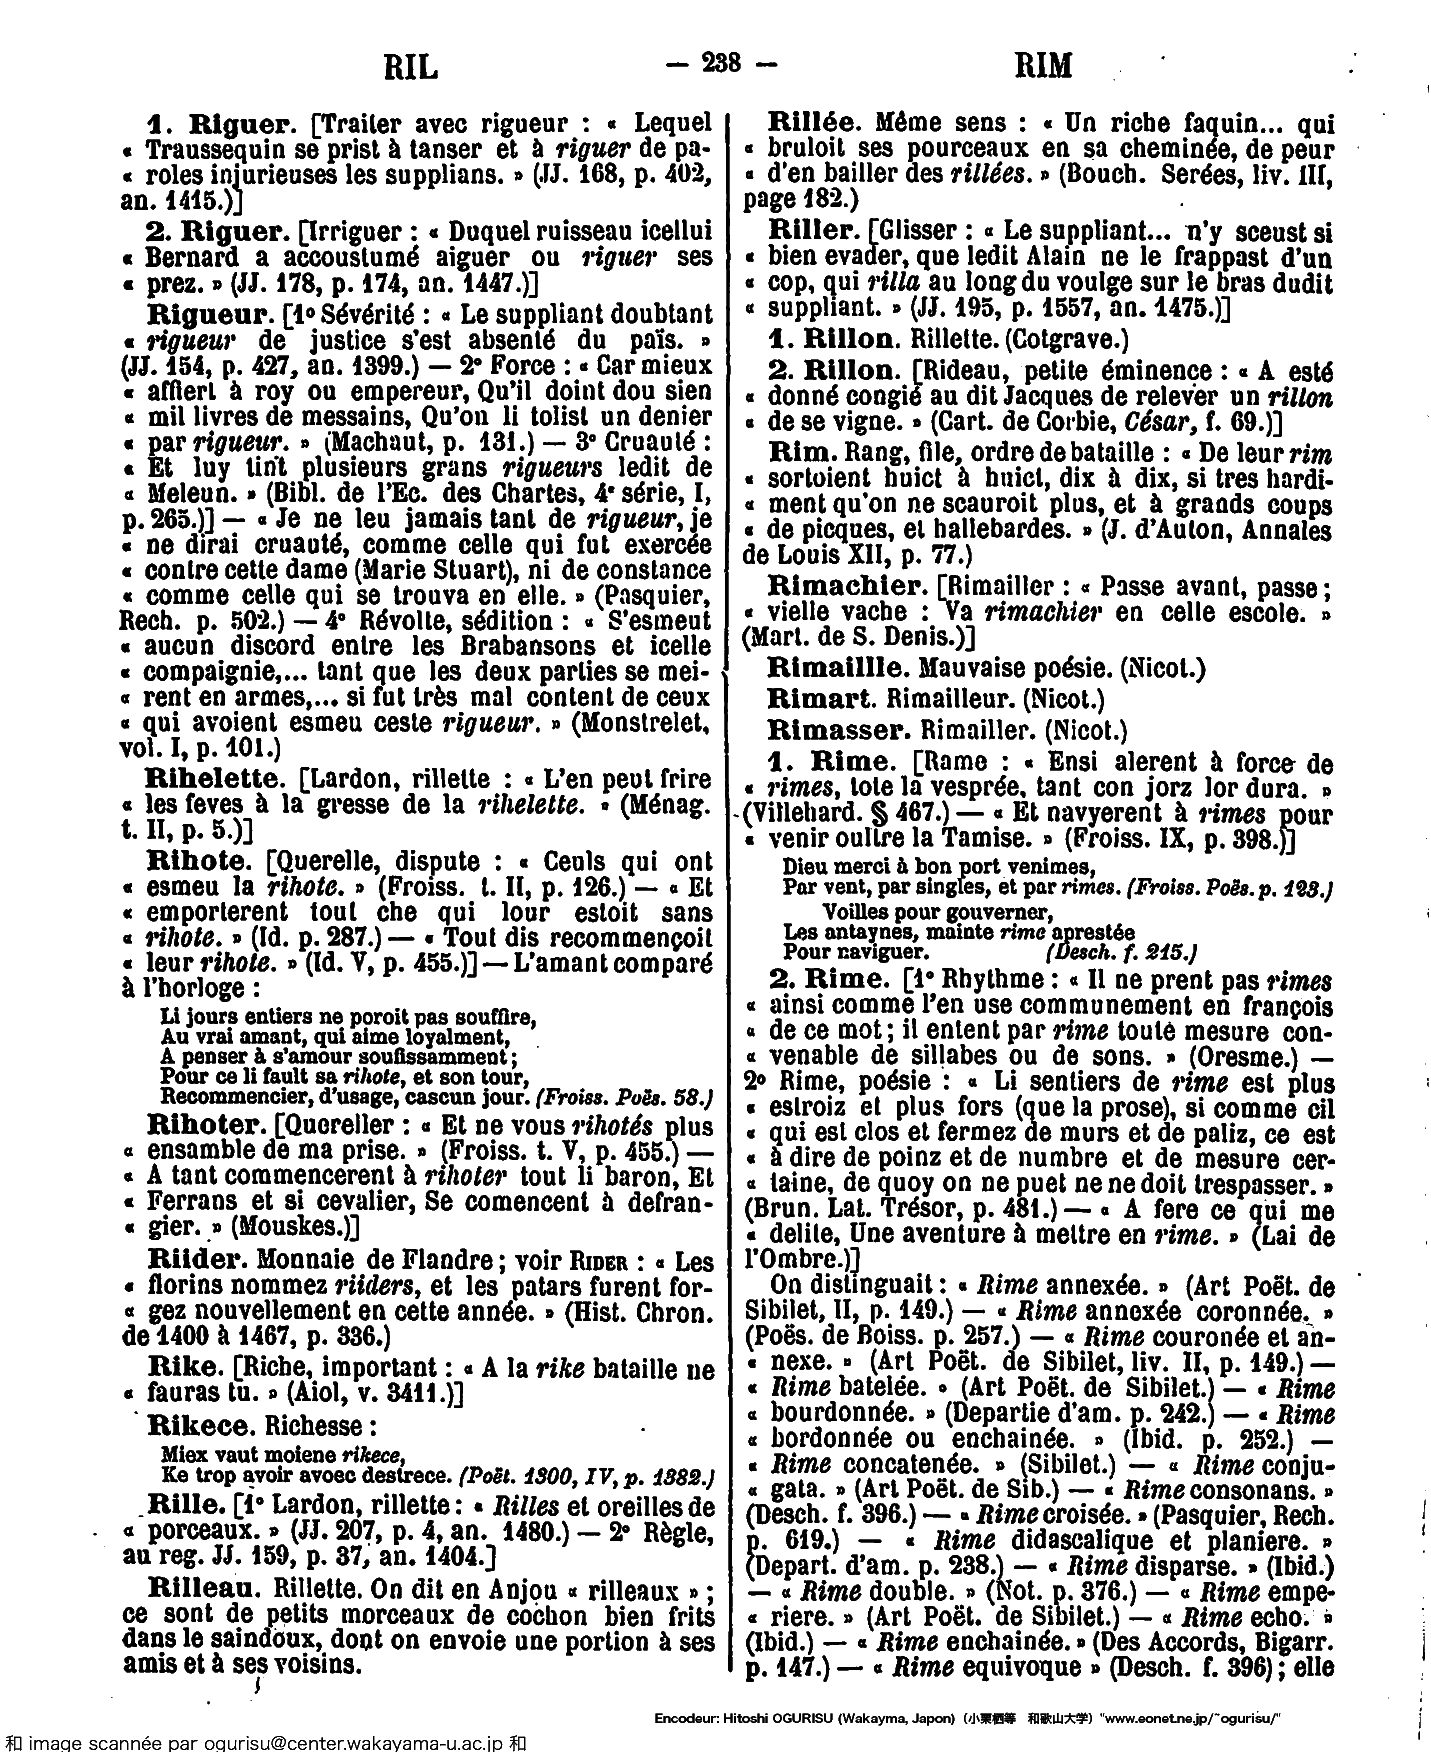 RIL — 238 — RIM
1. Riguer. [Traiter avec rigueur : « Lequel
« Traussequin se prist à tanser et à riguer de pa-
« roles injurieuses les supplians. » (JJ. 168, p. 402,
an. 1415.)]
2. Riguer. [Irriguer : « Duquel ruisseau icellui
« Bernard a accoustumé aiguer ou riguer ses
« prez. » (JJ. 178, p. 174, an. 1447.)]
Rigueur. [1º Sévérité : « Le suppliant doubtant
« rigueur de justice s'est absenté du païs. »
(JJ. 154, p. 427, an. 1399.) — 2º Force : « Car mieux
« affiert à roy ou empereur, Qu'il doint dou sien
« mil livres de messains, Qu'on li tolist un denier
« par rigueur. » (Machaut, p. 131.) — 3º Cruauté :
« Et luy tint plusieurs grans rigueurs ledit de
« Meleun. » (Bibl. de l'Ec. des Chartes, 4e série, I,
p. 265.)] — « Je ne leu jamais tant de rigueur, je
« ne dirai cruauté, comme celle qui fut exercée
« contre cette dame (Marie Stuart), ni de constance
« comme celle qui se trouva en elle. » (Pasquier,
Rech. p. 502.) — 4º Révolte, sédition : « S'esmeut
« aucun discord entre les Brabansons et icelle
« compaignie,... tant que les deux parties se mei-
« rent en armes,... si fut très mal content de ceux
« qui avoient esmeu ceste rigueur. » (Monstrelet,
vol. I, p. 101.)
Rihelette. [Lardon, rillette : « L'en peut frire
« les feves à la gresse de la rihelette. » (Ménag.
t. II, p. 5.)]
Rihote. [Querelle, dispute : « Ceuls qui ont
« esmeu la rihote. » (Froiss. t. II, p. 126.) — « Et
« emporterent tout che qui lour estoit sans
« rihote. » (Id. p. 287.) — « Tout dis recommençoit
« leur rihote. » (Id. V, p. 455.)] — L'amant comparé
à l'horloge :
Li jours entiers ne poroit pas souffire,
Au vrai amant, qui aime loyalment,
A penser à s'amour soufissamment ;
Pour ce li fault sa rihote, et son tour,
Recommencier, d'usage, cascun jour. (Froiss. Poës. 58.)
Rihoter. [Quereller : « Et ne vous rihotés plus
« ensamble de ma prise. » (Froiss. t. V, p. 455.) —
« A tant commencerent à rihoter tout li baron, Et
« Ferrans et si cevalier, Se comencent à defran-
« gier. » (Mouskes.)]
Riider. Monnaie de Flandre ; voir RIDER : « Les
« florins nommez riiders, et les patars furent for-
« gez nouvellement en cette année. » (Hist. Chron.
de 1400 à 1467, p. 336.)
Rike. [Riche, important : « A la rike bataille ne
« fauras tu. » (Aiol, v. 3411.)]
Rikece. Richesse :
Miex vaut moiene rikece,
Ke trop avoir avoec destrece. (Poët. 1300, IV, p. 1382.)
Rille. [1º Lardon, rillette : « Rilles et oreilles de
« porceaux. » (JJ. 207, p. 4, an. 1480.) — 2º Règle,
au reg. JJ. 159, p. 37, an. 1404.]
Rilleau. Rillette. On dit en Anjou « rilleaux » ;
ce sont de petits morceaux de cochon bien frits
dans le saindoux, dont on envoie une portion à ses
amis et à ses voisins.
Rillée. Même sens : « Un riche faquin... qui
« bruloit ses pourceaux en sa cheminée, de peur
« d'en bailler des rillées. » (Bouch. Serées, liv. III,
page 182.)
Riller. [Glisser : « Le suppliant... n'y sceust si
« bien evader, que ledit Alain ne le frappast d'un
« cop, qui rilla au long du voulge sur le bras dudit
« suppliant. » (JJ. 195, p. 1557, an. 1475.)]
1. Rillon. Rillette. (Cotgrave.)
2. Rillon. [Rideau, petite éminence : « A esté
« donné congié au dit Jacques de relever un rillon
« de se vigne. » (Cart. de Corbie, César, f. 69.)]
Rim. Rang, file, ordre de bataille : « De leur rim
« sortoient huict à huict, dix à dix, si tres hardi-
« ment qu'on ne scauroit plus, et à grands coups
« de picques, et hallebardes. » (J. d'Auton, Annales
de Louis XII, p. 77.)
Rimachier. [Rimailler : « Passe avant, passe ;
« vielle vache : Va rimachier en celle escole. »
(Mart. de S. Denis.)]
Rimaillle. Mauvaise poésie. (Nicot.)
Rimart. Rimailleur. (Nicot.)
Rimasser. Rimailler. (Nicot.)
1. Rime. [Rame : « Ensi alerent à force de
« rimes, tote la vesprée, tant con jorz lor dura. »
(Villehard. § 467.) — « Et navyerent à rimes pour
« venir oultre la Tamise. » (Froiss. IX, p. 398.)]
Dieu merci à bon port venimes,
Par vent, par singles, et par rimes. (Froiss. Poës. p. 123.)
Voilles pour gouverner,
Les antaynes, mainte rime aprestée
Pour naviguer. (Desch. f. 215.)
2. Rime. [1º Rhythme : « Il ne prent pas rimes
« ainsi comme l'en use communement en françois
« de ce mot ; il entent par rime toute mesure con-
« venable de sillabes ou de sons. » (Oresme.) —
2º Rime, poésie : « Li sentiers de rime est plus
« estroiz et plus fors (que la prose), si comme cil
« qui est clos et fermez de murs et de paliz, ce est
« à dire de poinz et de numbre et de mesure cer-
« taine, de quoy on ne puet ne ne doit trespasser. »
(Brun. Lat. Trésor, p. 481.) — « A fere ce qui me
« delite, Une aventure à mettre en rime. » (Lai de
l'Ombre.)]
On distinguait : « Rime annexée. » (Art Poët. de
Sibilet, II, p. 149.) — « Rime annexée coronnée. »
(Poës. de Boiss. p. 257.) — « Rime couronée et an-
« nexe. » (Art Poët. de Sibilet, liv. II, p. 149.) —
« Rime batelée. » (Art Poët. de Sibilet.) — « Rime
« bourdonnée. » (Departie d'am. p. 242.) — « Rime
« bordonnée ou enchainée. » (Ibid. p. 252.) —
« Rime concatenée. » (Sibilet.) — « Rime conju-
« gata. » (Art Poët. de Sib.) — « Rime consonans. »
(Desch. f. 396.) — « Rime croisée. » (Pasquier, Rech.
p. 619.) — « Rime didascalique et planiere. »
(Depart. d'am. p. 238.) — « Rime disparse. » (Ibid.)
— « Rime double. » (Not. p. 376.) — « Rime empe-
« riere. » (Art Poët. de Sibilet.) — « Rime echo. »
(Ibid.) — « Rime enchainée. » (Des Accords, Bigarr.
p. 147.) — « Rime equivoque » (Desch. f. 396) ; elle
Encodeur: Hitoshi OGURISU (Wakayma, Japon) (小栗栖等 和歌山大学) "www.eonet.ne.jp/~ogurisu/"
和 image scannée par ogurisu@center.wakayama-u.ac.jp 和